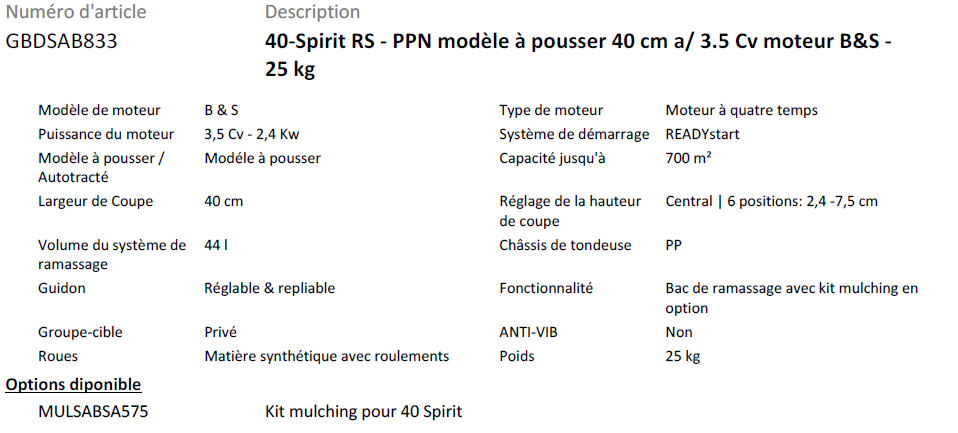 Numéro d'article Description
GBDSAB833 40-Spirit RS - PPN modèle à pousser 40 cm a/ 3.5 Cv moteur B&S -
25 kg
Modèle de moteur B & S Type de moteur Moteur à quatre temps
Puissance du moteur 3,5 Cv - 2,4 Kw Système de démarrage READYstart
Modèle à pousser / Modéle à pousser Capacité jusqu'à 700 m²
Autotracté
Largeur de Coupe 40 cm Réglage de la hauteur Central | 6 positions: 2,4 -7,5 cm
de coupe
Volume du système de 44 l Châssis de tondeuse PP
ramassage
Guidon Réglable & repliable Fonctionnalité Bac de ramassage avec kit mulching en
option
Groupe-cible Privé ANTI-VIB Non
Roues Matière synthétique avec roulements Poids 25 kg
Options diponible
MULSABSA575 Kit mulching pour 40 Spirit